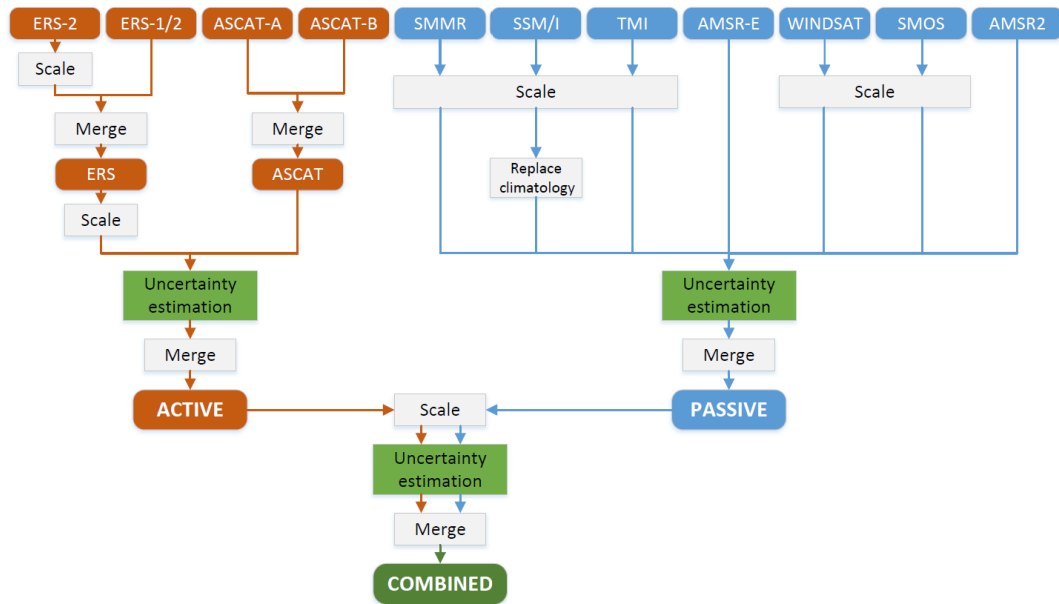 ERS-2
ERS-1/2
ASCAT-A
ASCAT-B
SMMR
SSM/I
TMI
AMSR-E
WINDSAT
SMOS
AMSR2
Scale
Scale
Scale
Merge
Merge
Replace
climatology
ERS
ASCAT
Scale
Uncertainty
estimation
Uncertainty
estimation
Merge
Merge
ACTIVE
Scale
PASSIVE
Uncertainty
estimation
Merge
COMBINED